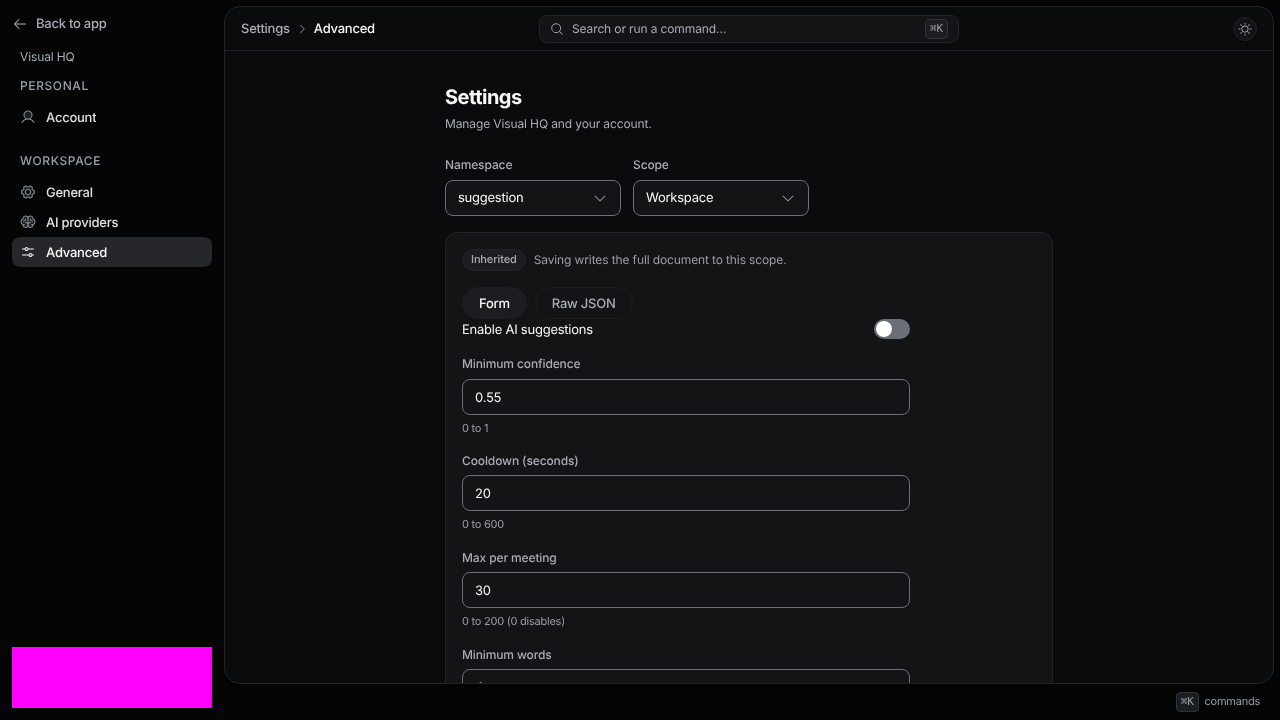 Back to app
Visual HQ
PERSONAL
Account
WORKSPACE
General
AI providers
Advanced
Settings
Advanced
Search or run a command...
⌘K
Settings
Manage Visual HQ and your account.
Namespace
Scope
suggestion
Workspace
Inherited
Saving writes the full document to this scope.
Form
Raw JSON
Enable AI suggestions
Minimum confidence
0.55
0 to 1
Cooldown (seconds)
20
0 to 600
Max per meeting
30
0 to 200 (0 disables)
Minimum words
⌘K commands